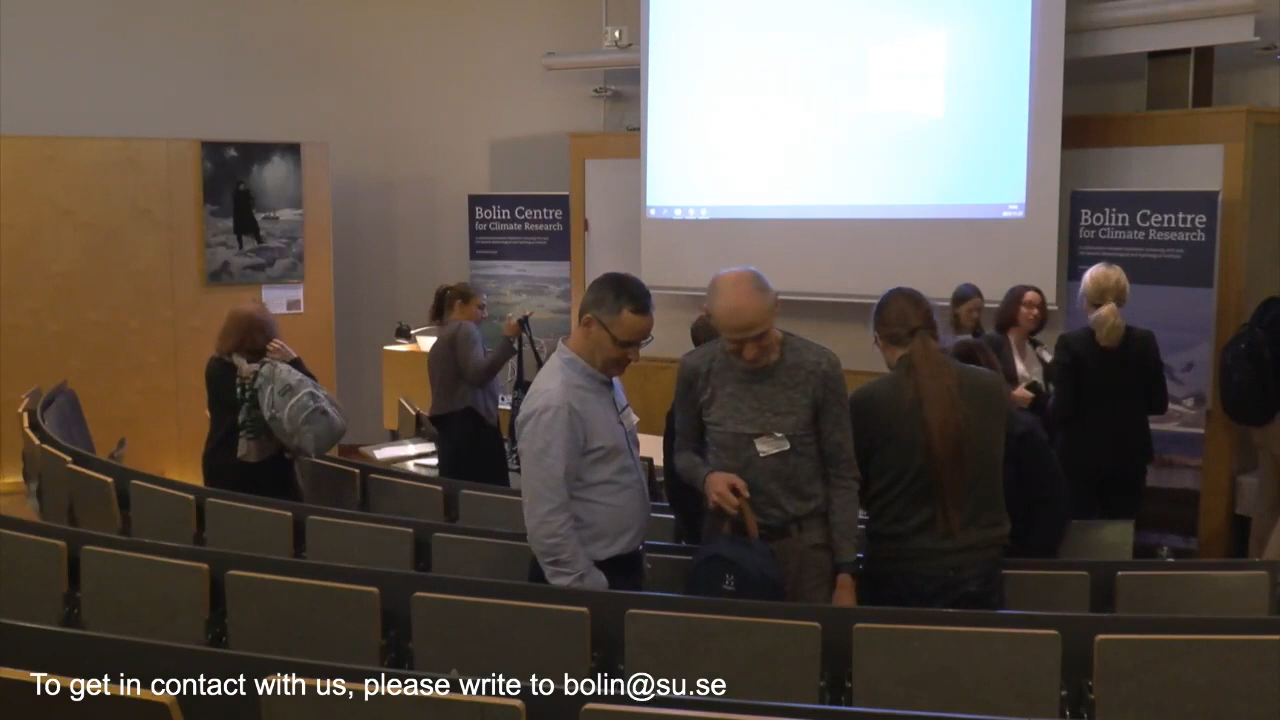 Bolin Centre
for Climate Research
Bolin Centre
for Climate Research
To get in contact with us, please write to bolin@su.se